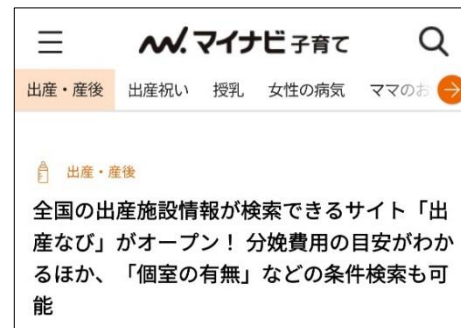 マイナビ子育て
出産・産後 出産祝い 授乳 女性の病気 ママのお
出産・産後
全国の出産施設情報が検索できるサイト「出
産なび」がオープン！ 分娩費用の目安がわか
るほか、「個室の有無」などの条件検索も可
能